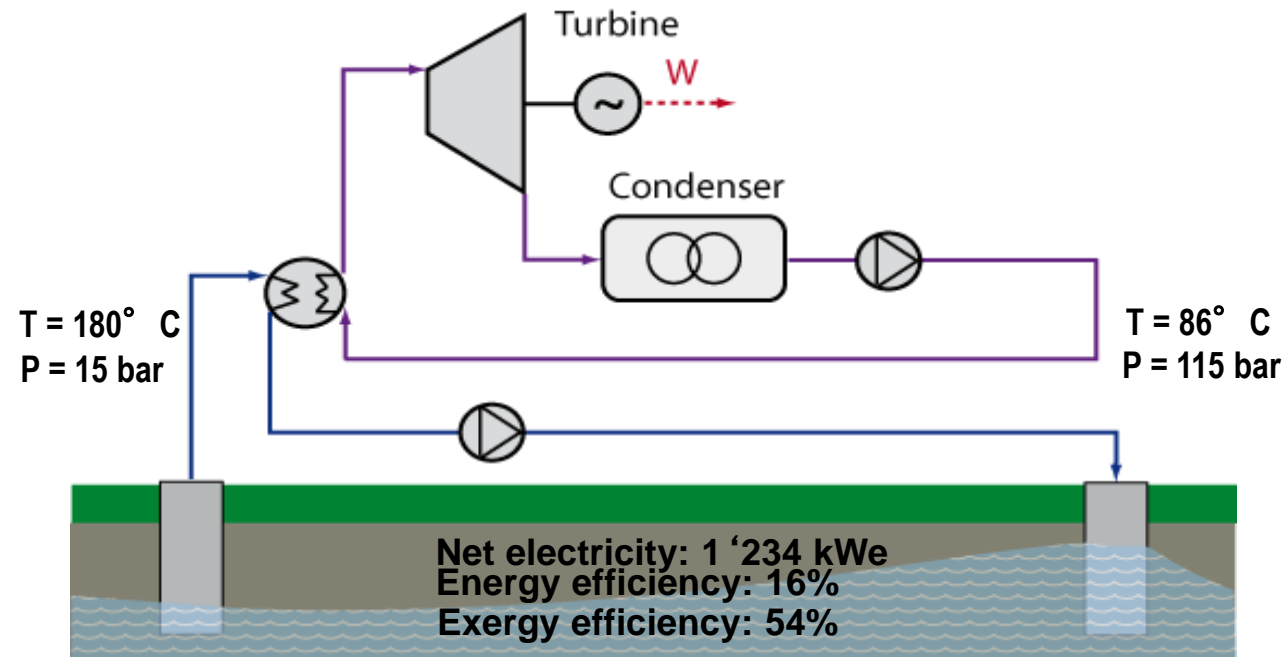 Turbine
~
W
Condenser
T = 180° C
P = 15 bar
T = 86° C
P = 115 bar
Net electricity: 1 ‘234 kWe
Energy efficiency: 16%
Exergy efficiency: 54%